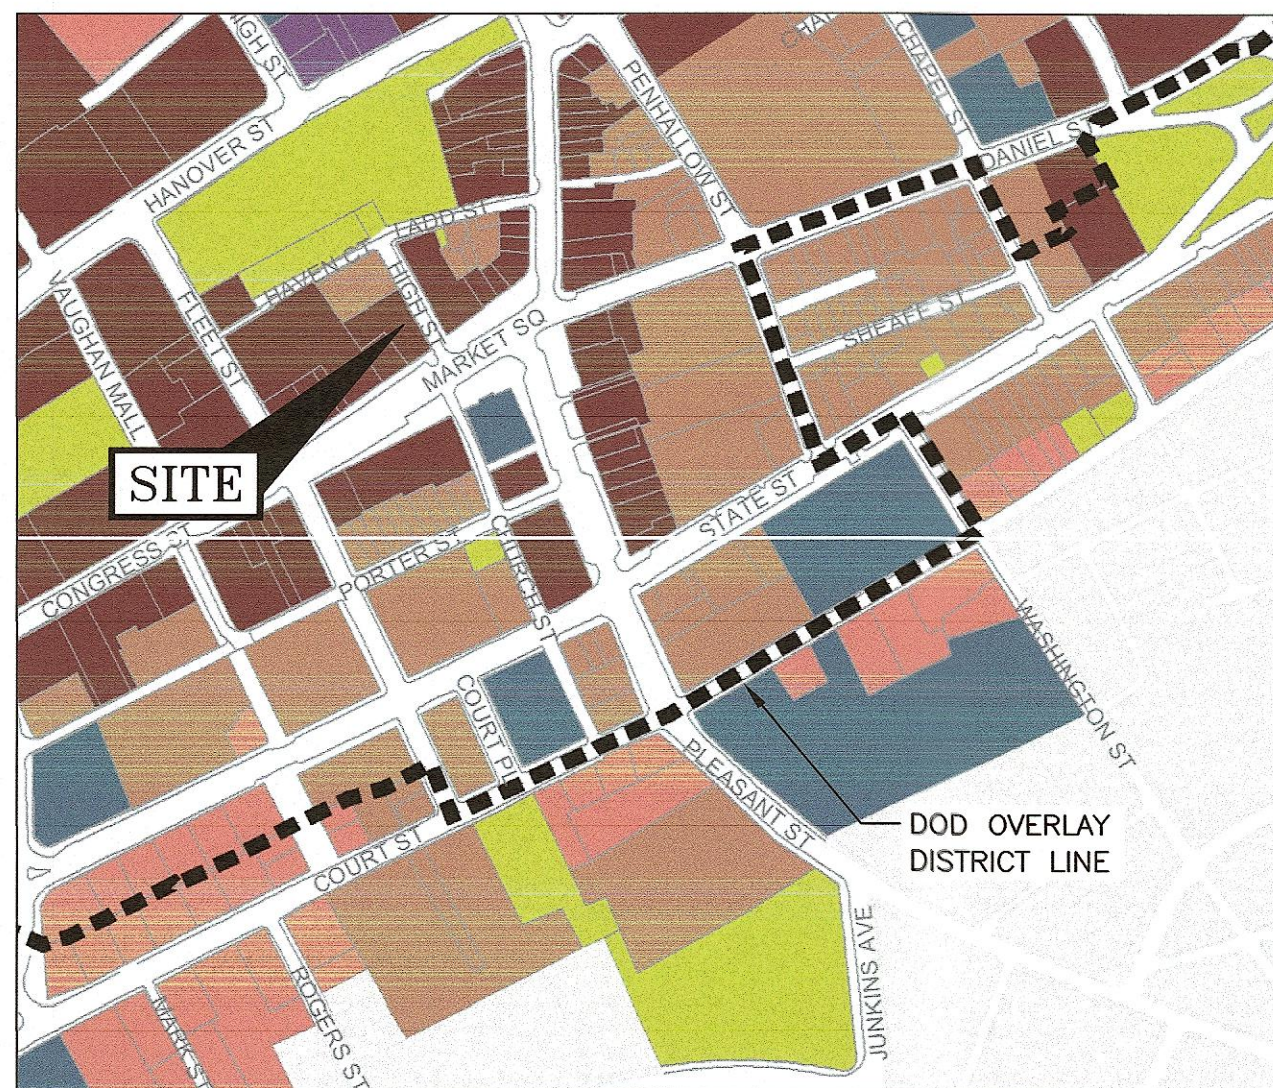 HANOVER ST
PENHALLOW ST
CHAPEL ST
DANIEL ST
LADD ST
HAVEN CT
HIGH ST
VAUGHAN MALL
FLEET ST
MARKET SQ
SHEAFE ST
SITE
STATE ST
CONGRESS ST
PORTER ST
CHURCH ST
WASHINGTON ST
COURT PL
PLEASANT ST
DOD OVERLAY
DISTRICT LINE
COURT ST
JUNKINS AVE
ROGERS ST
MARK ST